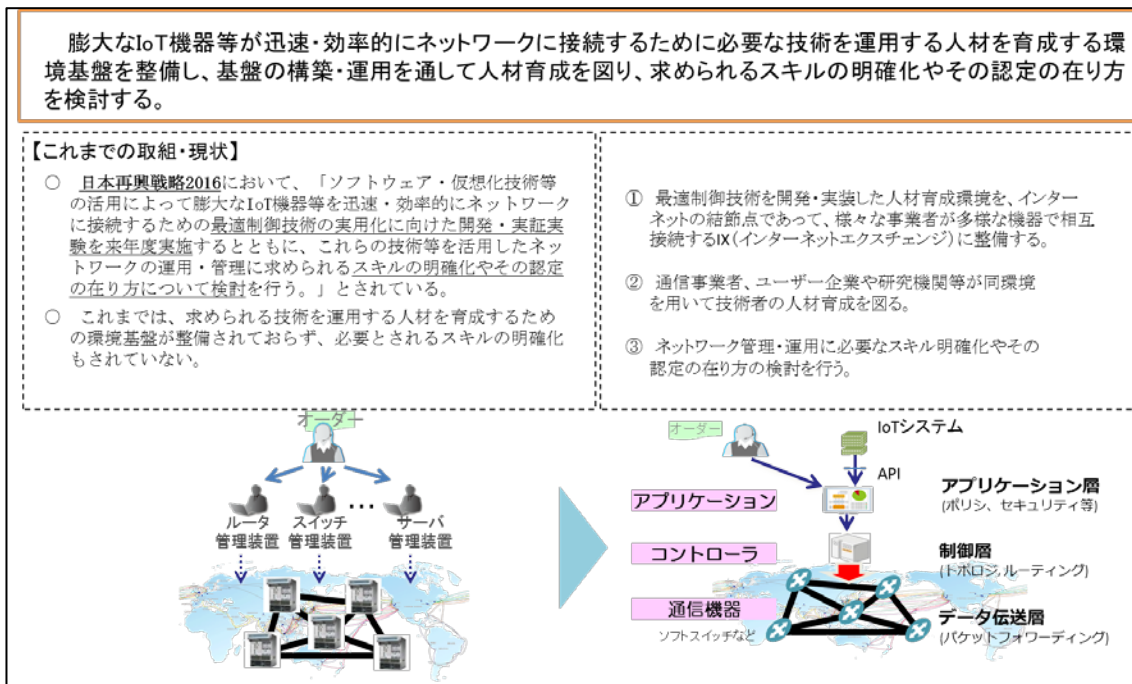 膨大なIoT機器等が迅速・効率的にネットワークに接続するために必要な技術を運用する人材を育成する環
境基盤を整備し、基盤の構築・運用を通して人材育成を図り、求められるスキルの明確化やその認定の在り方
を検討する。
【これまでの取組・現状】
○ 日本再興戦略2016において、「ソフトウェア・仮想化技術等
の活用によって膨大なIoT機器等を迅速・効率的にネットワーク
に接続するための最適制御技術の実用化に向けた開発・実証実
験を来年度実施するとともに、これらの技術等を活用したネッ
トワークの運用・管理に求められるスキルの明確化やその認定
の在り方について検討を行う。」とされている。
○ これまでは、求められる技術を運用する人材を育成するため
の環境基盤が整備されておらず、必要とされるスキルの明確化
もされていない。
① 最適制御技術を開発・実装した人材育成環境を、インター
ネットの結節点であって、様々な事業者が多様な機器で相互
接続するIX(インターネットエクスチェンジ)に整備する。
② 通信事業者、ユーザー企業や研究機関等が同環境
を用いて技術者の人材育成を図る。
③ ネットワーク管理・運用に必要なスキル明確化やその
認定の在り方の検討を行う。
オーダー
ルータ
管理装置
スイッチ
管理装置
…
サーバ
管理装置
オーダー
IoTシステム
API
アプリケーション
アプリケーション層
(ポリシ、セキュリティ等)
コントローラ
制御層
(トポロジ,ルーティング)
通信機器
ソフトスイッチなど
データ伝送層
(パケットフォワーディング)